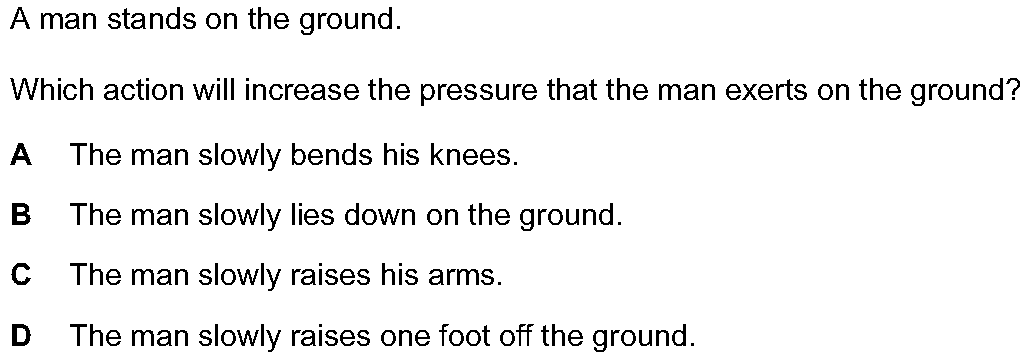 A man stands on the ground.
Which action will increase the pressure that the man exerts on the ground?
A The man slowly bends his knees.
B The man slowly lies down on the ground.
C The man slowly raises his arms.
D The man slowly raises one foot off the ground.